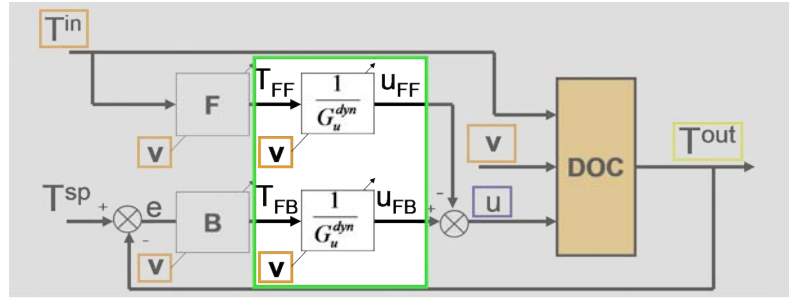 Tin
TFF
uFF
F
1
Gudyn
v
v
-
v
DOC
Tout
Tsp
+
e
TFB
uFB
+
u
B
1
Gudyn
-
v
v